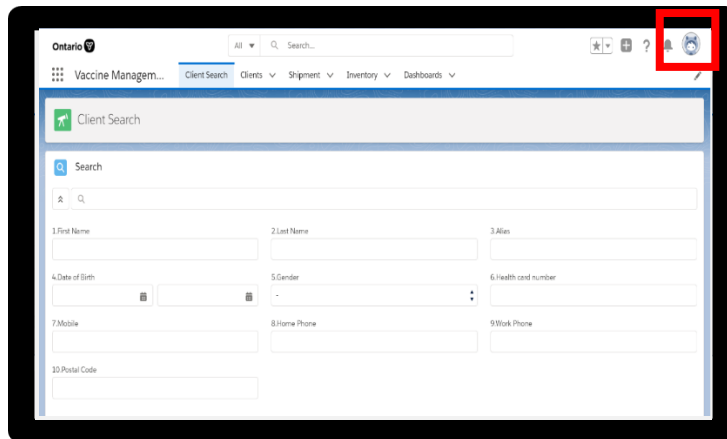 Ontario
All Search...
Vaccine Managem... Client Search Clients Shipment Inventory Dashboards
Client Search
Search
1.First Name 2.Last Name 3.Alias
4.Date of Birth 5.Gender 6.Health card number
-
7.Mobile 8.Home Phone 9.Work Phone
10.Postal Code